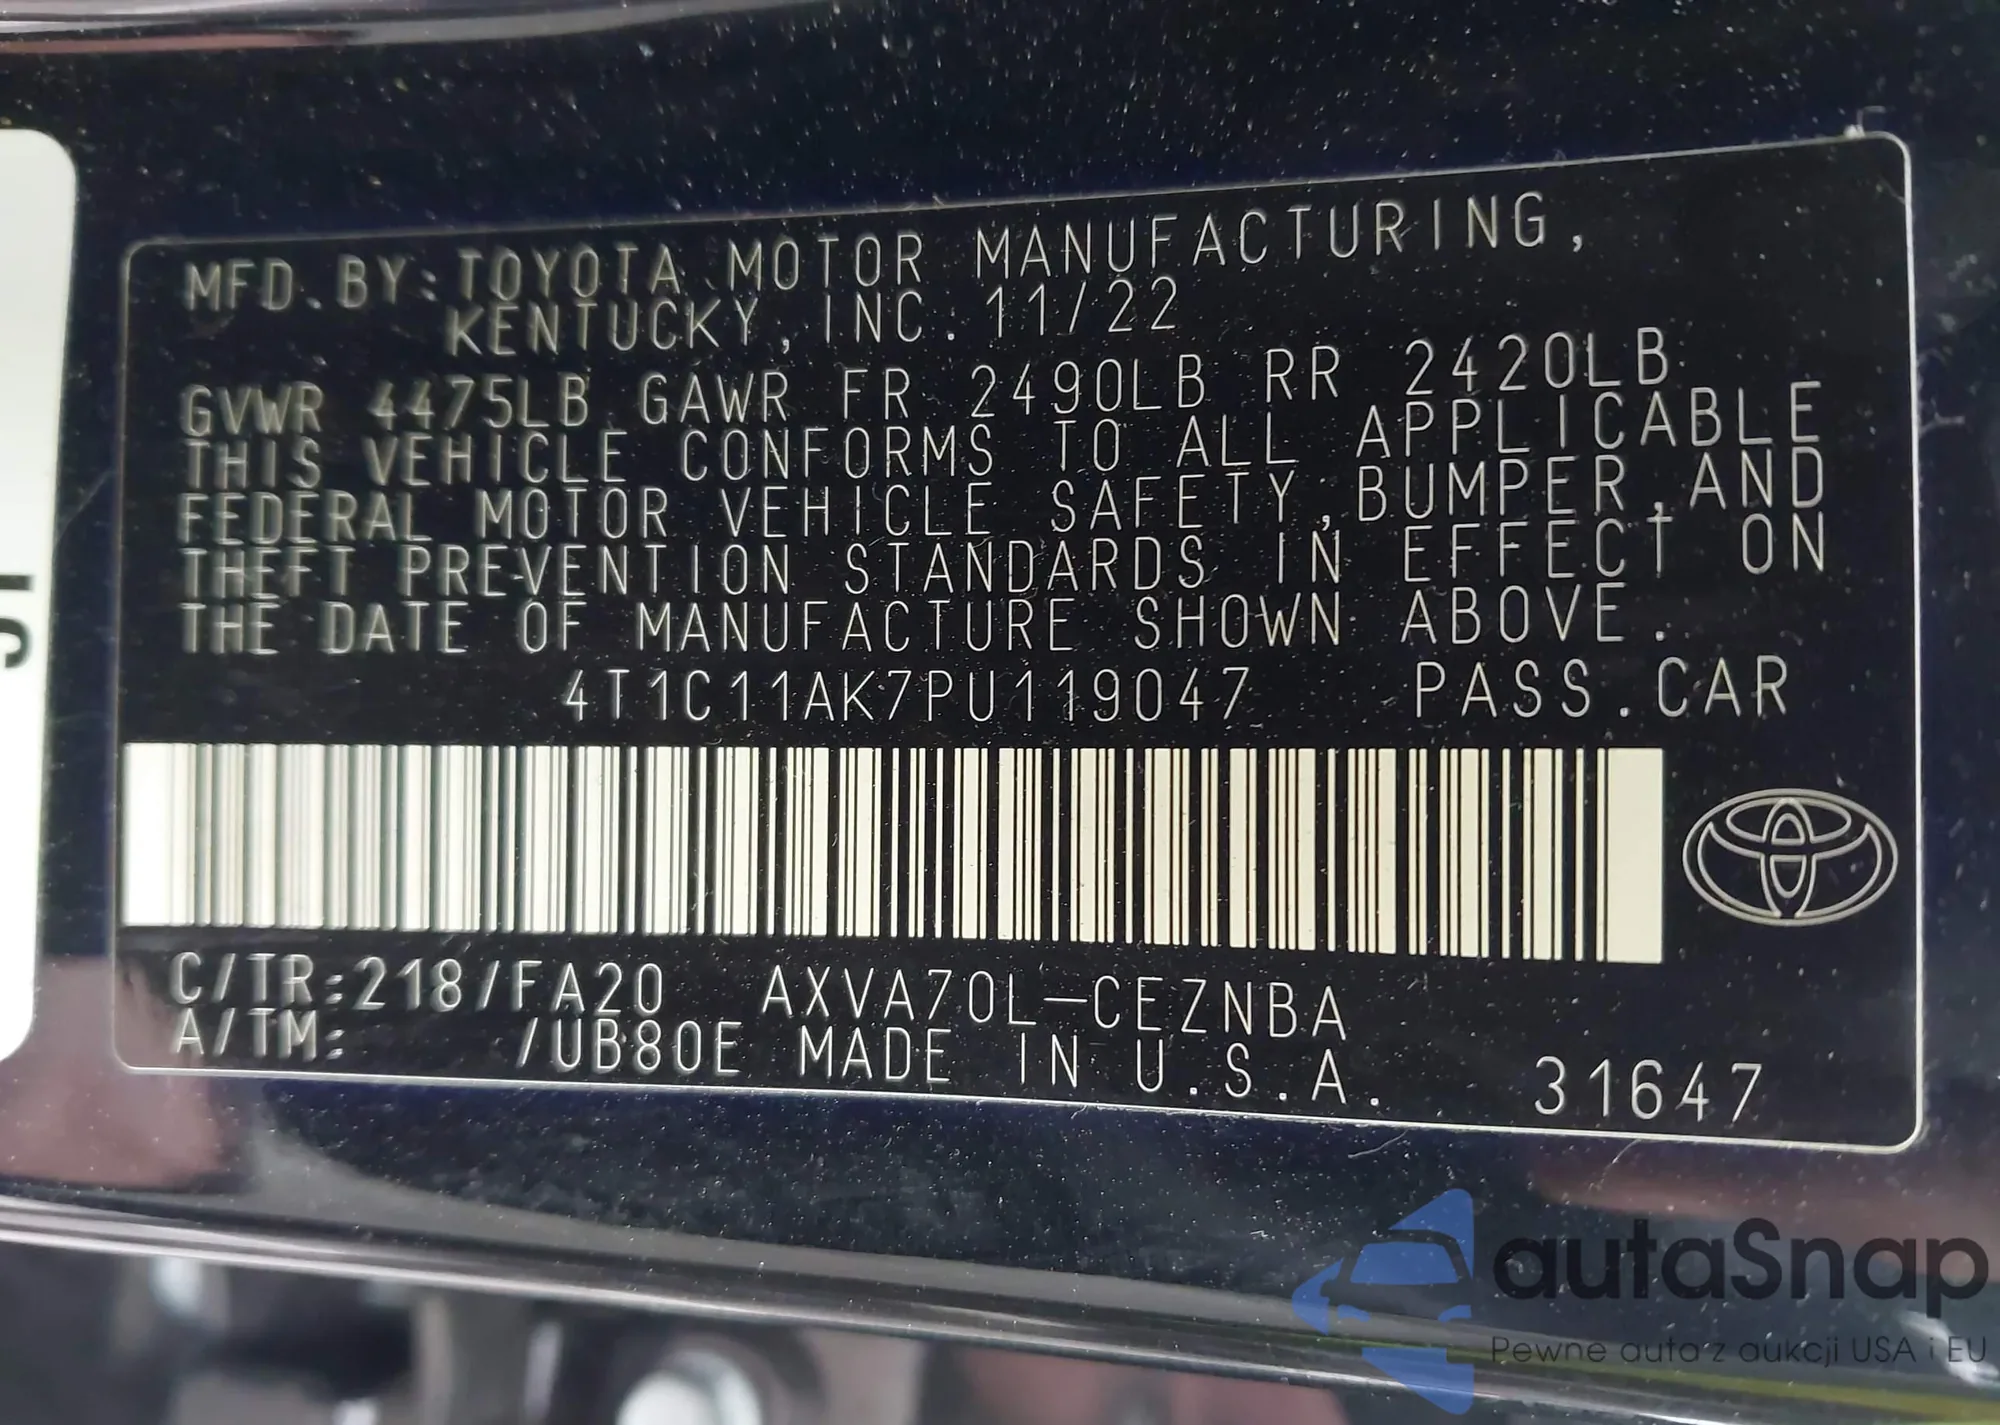 MFD.BY:TOYOTA MOTOR MANUFACTURING,
KENTUCKY, INC. 11/22
GVWR 4475LB GAWR FR 2490LB RR 2420LB
THIS VEHICLE CONFORMS TO ALL APPLICABLE
FEDERAL MOTOR VEHICLE SAFETY,BUMPER,AND
THEFT PREVENTION STANDARDS IN EFFECT ON
THE DATE OF MANUFACTURE SHOWN ABOVE.
4T1C11AK7PU119047 PASS.CAR
C/TR:218/FA20 AXVA70L-CEZNBA
A/TM: /UB80E MADE IN U.S.A. 31647
autaSnap
Pewne auta z aukcji USA i EU